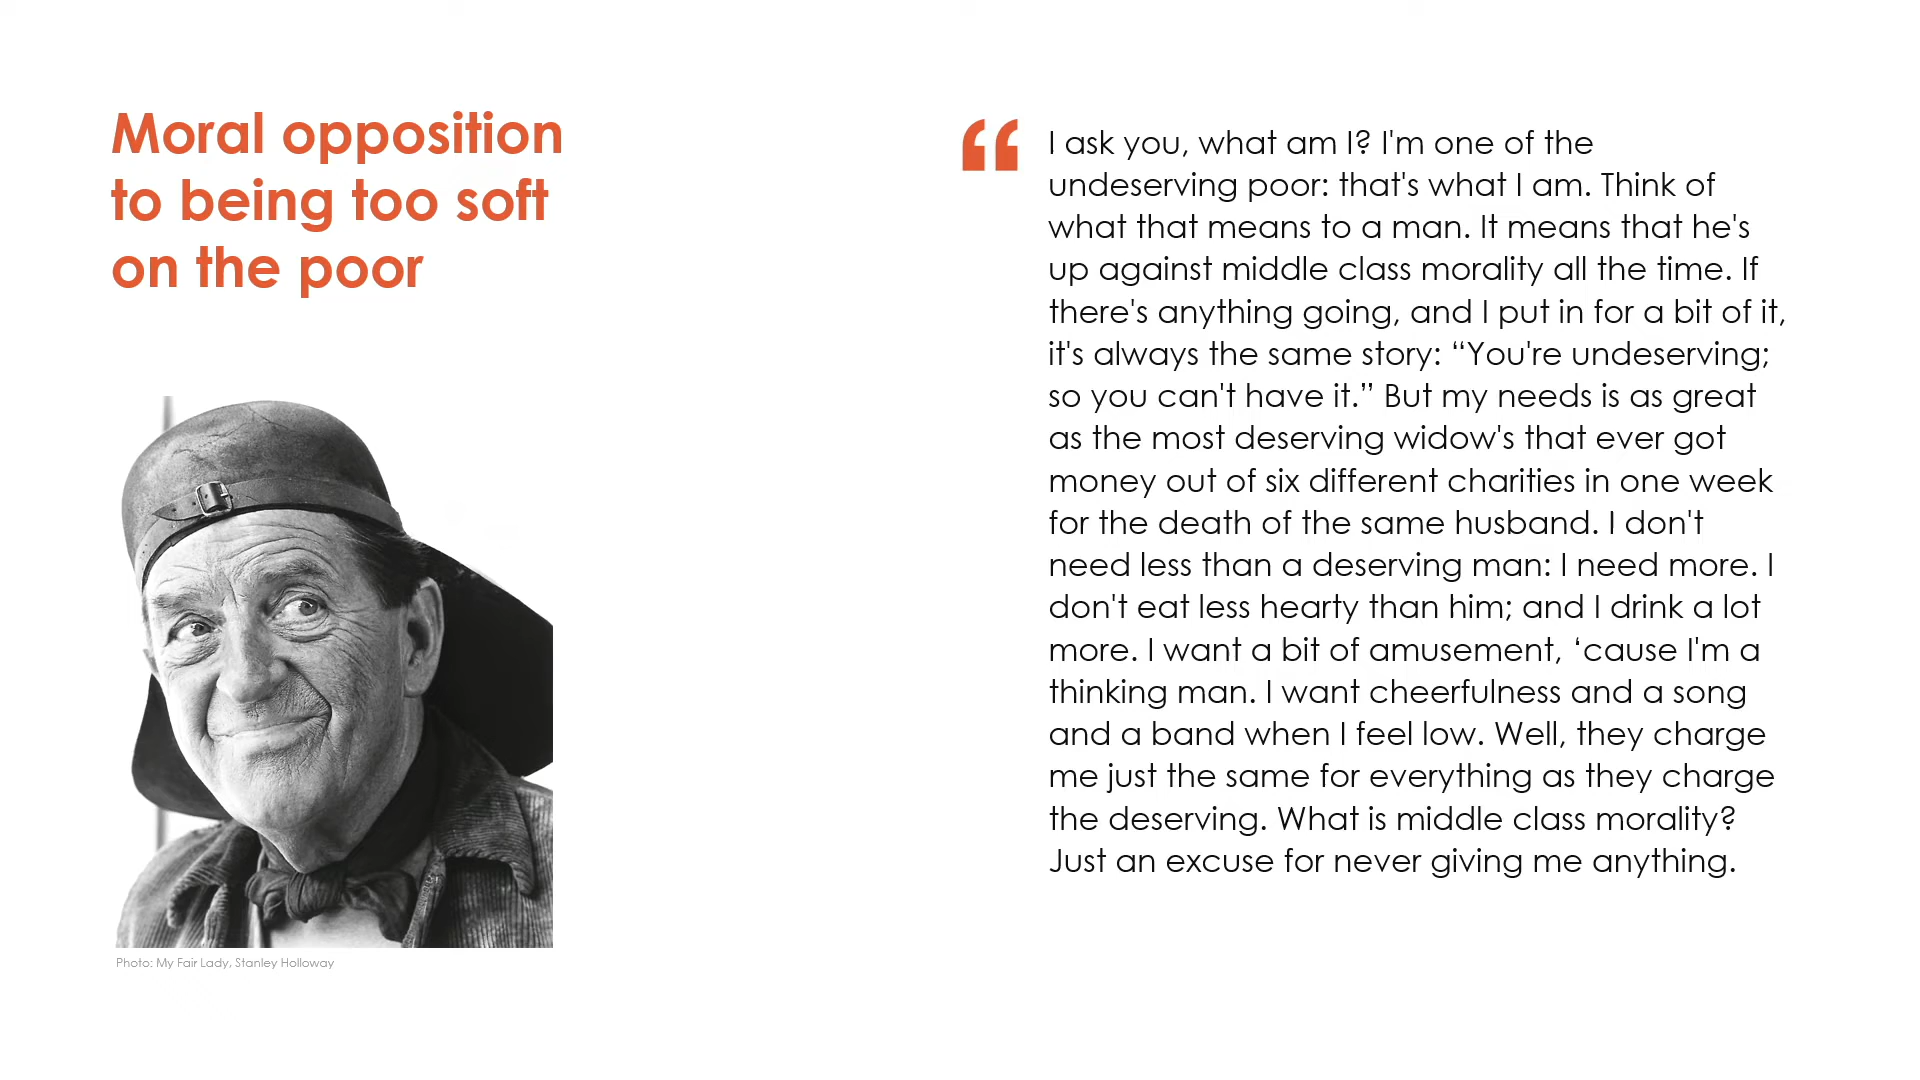 Moral opposition
to being too soft
on the poor
Photo: My Fair Lady, Stanley Holloway
“
I ask you, what am I? I'm one of the
undeserving poor: that's what I am. Think of
what that means to a man. It means that he's
up against middle class morality all the time. If
there's anything going, and I put in for a bit of it,
it's always the same story: “You're undeserving;
so you can't have it.” But my needs is as great
as the most deserving widow's that ever got
money out of six different charities in one week
for the death of the same husband. I don't
need less than a deserving man: I need more. I
don't eat less hearty than him; and I drink a lot
more. I want a bit of amusement, ‘cause I'm a
thinking man. I want cheerfulness and a song
and a band when I feel low. Well, they charge
me just the same for everything as they charge
the deserving. What is middle class morality?
Just an excuse for never giving me anything.